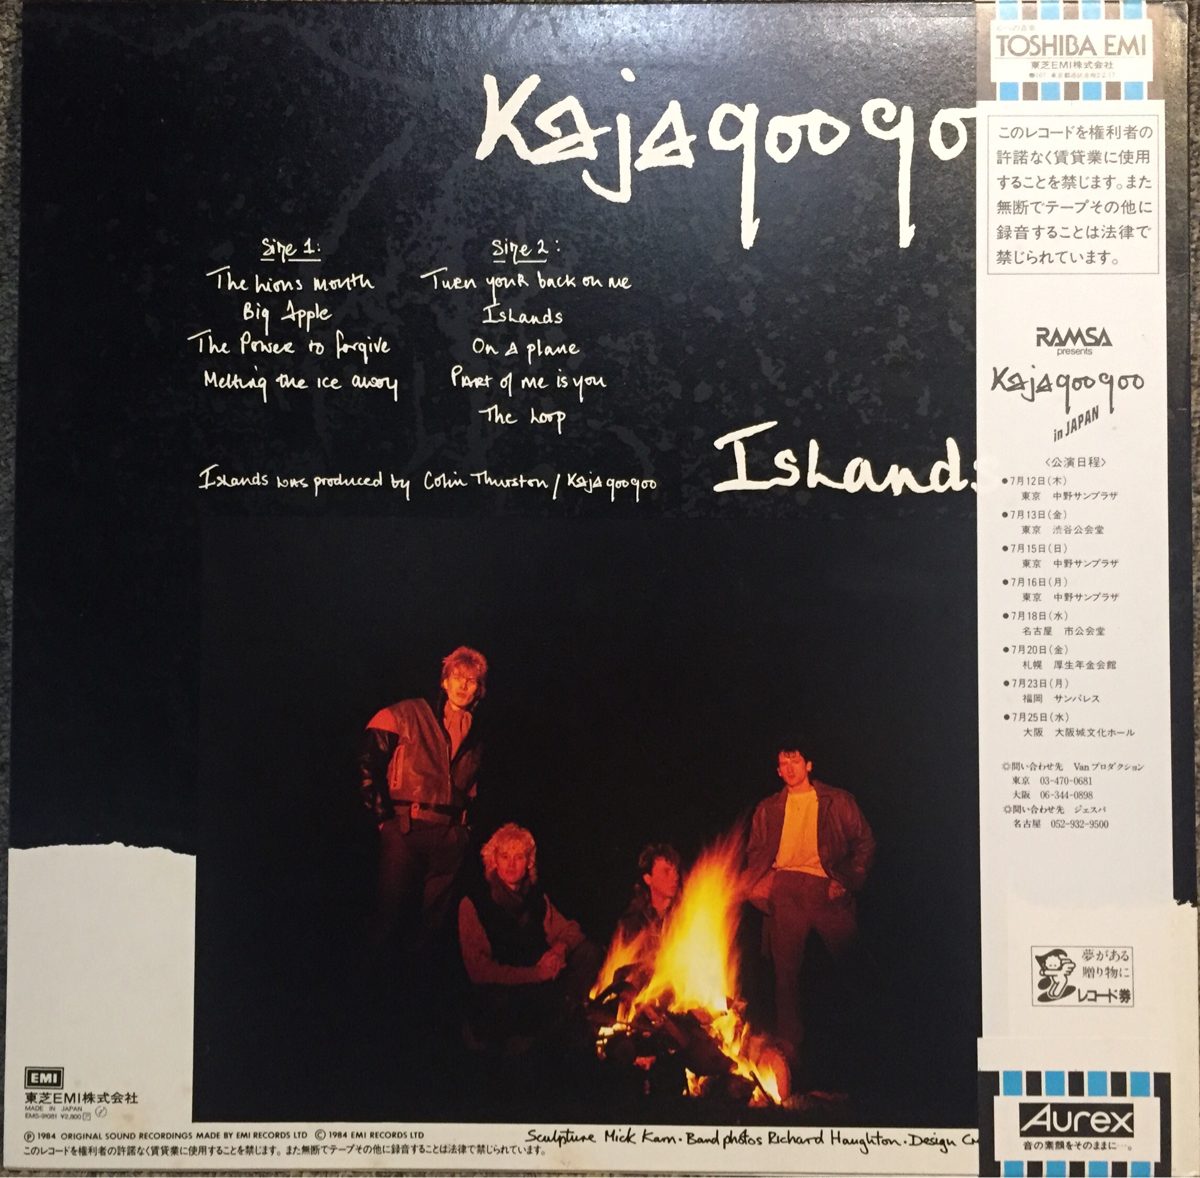 Kajagoogoo
Side 1:
The Lions Mouth
Big Apple
The Power to forgive
Melting the ice away
Side 2:
Turn your back on me
Islands
On a plane
Part of me is you
The Loop
Islands was produced by Colin Thurston / Kajagoogoo
Islands
TOSHIBA EMI
東芝EMI株式会社
このレコードを権利者の
許諾なく賃貸業に使用
することを禁じます。また
無断でテープその他に
録音することは法律で
禁じられています。
RAMSA
presents
Kajagoogoo
in JAPAN
〈公演日程〉
●7月12日(木)
東京 中野サンプラザ
●7月13日(金)
東京 渋谷公会堂
●7月15日(日)
東京 中野サンプラザ
●7月16日(月)
東京 中野サンプラザ
●7月18日(水)
名古屋 市公会堂
●7月20日(金)
札幌 厚生年金会館
●7月23日(月)
福岡 サンパレス
●7月25日(水)
大阪 大阪城文化ホール
◎問い合わせ先 Vanプロダクション
東京 03-470-0681
大阪 06-344-0898
◎問い合わせ先 ジェスパ
名古屋 052-932-9500
夢がある
贈り物に
レコード券
Aurex
音の素顔をそのままに…。
EMI
東芝EMI株式会社
MADE IN JAPAN
EMS-91081 ¥2,800
Ⓟ 1984 ORIGINAL SOUND RECORDINGS MADE BY EMI RECORDS LTD © 1984 EMI RECORDS LTD
このレコードを権利者の許諾なく賃貸業に使用することを禁じます。また無断でテープその他に録音することは法律で禁じられています。
Sculpture Mick Karn · Band photos Richard Haughton · Design